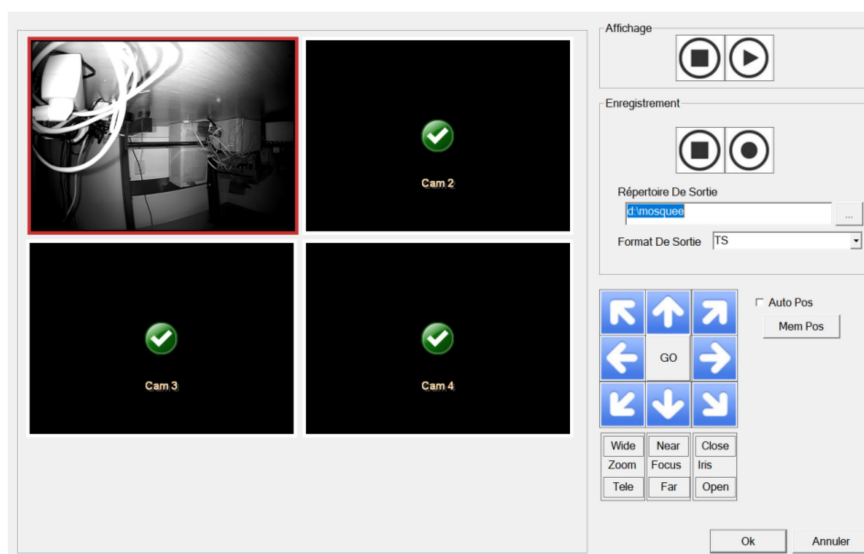 Affichage
Enregistrement
Répertoire De Sortie
d:\mosquee
...
Format De Sortie TS
Cam 2
Cam 3
Cam 4
Auto Pos
Mem Pos
GO
Wide Near Close
Zoom Focus Iris
Tele Far Open
Ok Annuler